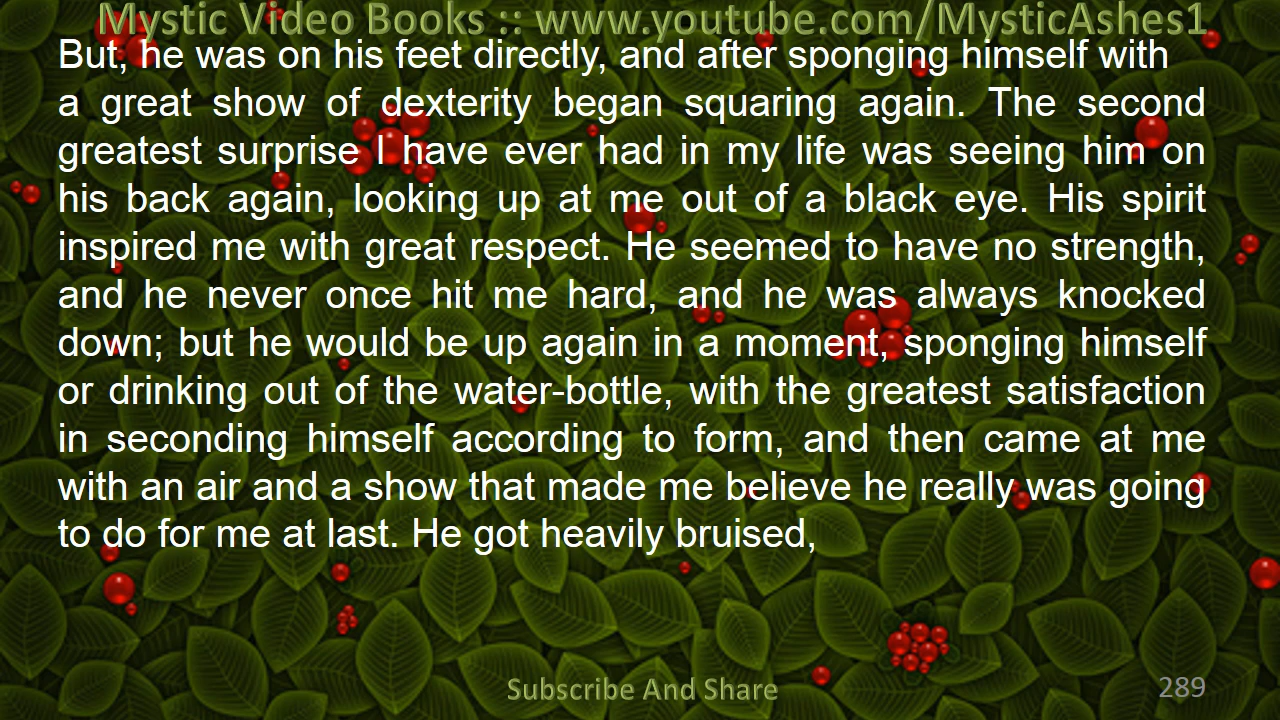 Mystic Video Books :: www.youtube.com/MysticAshes1
But, he was on his feet directly, and after sponging himself with
a great show of dexterity began squaring again. The second
greatest surprise I have ever had in my life was seeing him on
his back again, looking up at me out of a black eye. His spirit
inspired me with great respect. He seemed to have no strength,
and he never once hit me hard, and he was always knocked
down; but he would be up again in a moment, sponging himself
or drinking out of the water-bottle, with the greatest satisfaction
in seconding himself according to form, and then came at me
with an air and a show that made me believe he really was going
to do for me at last. He got heavily bruised,
Subscribe And Share
289